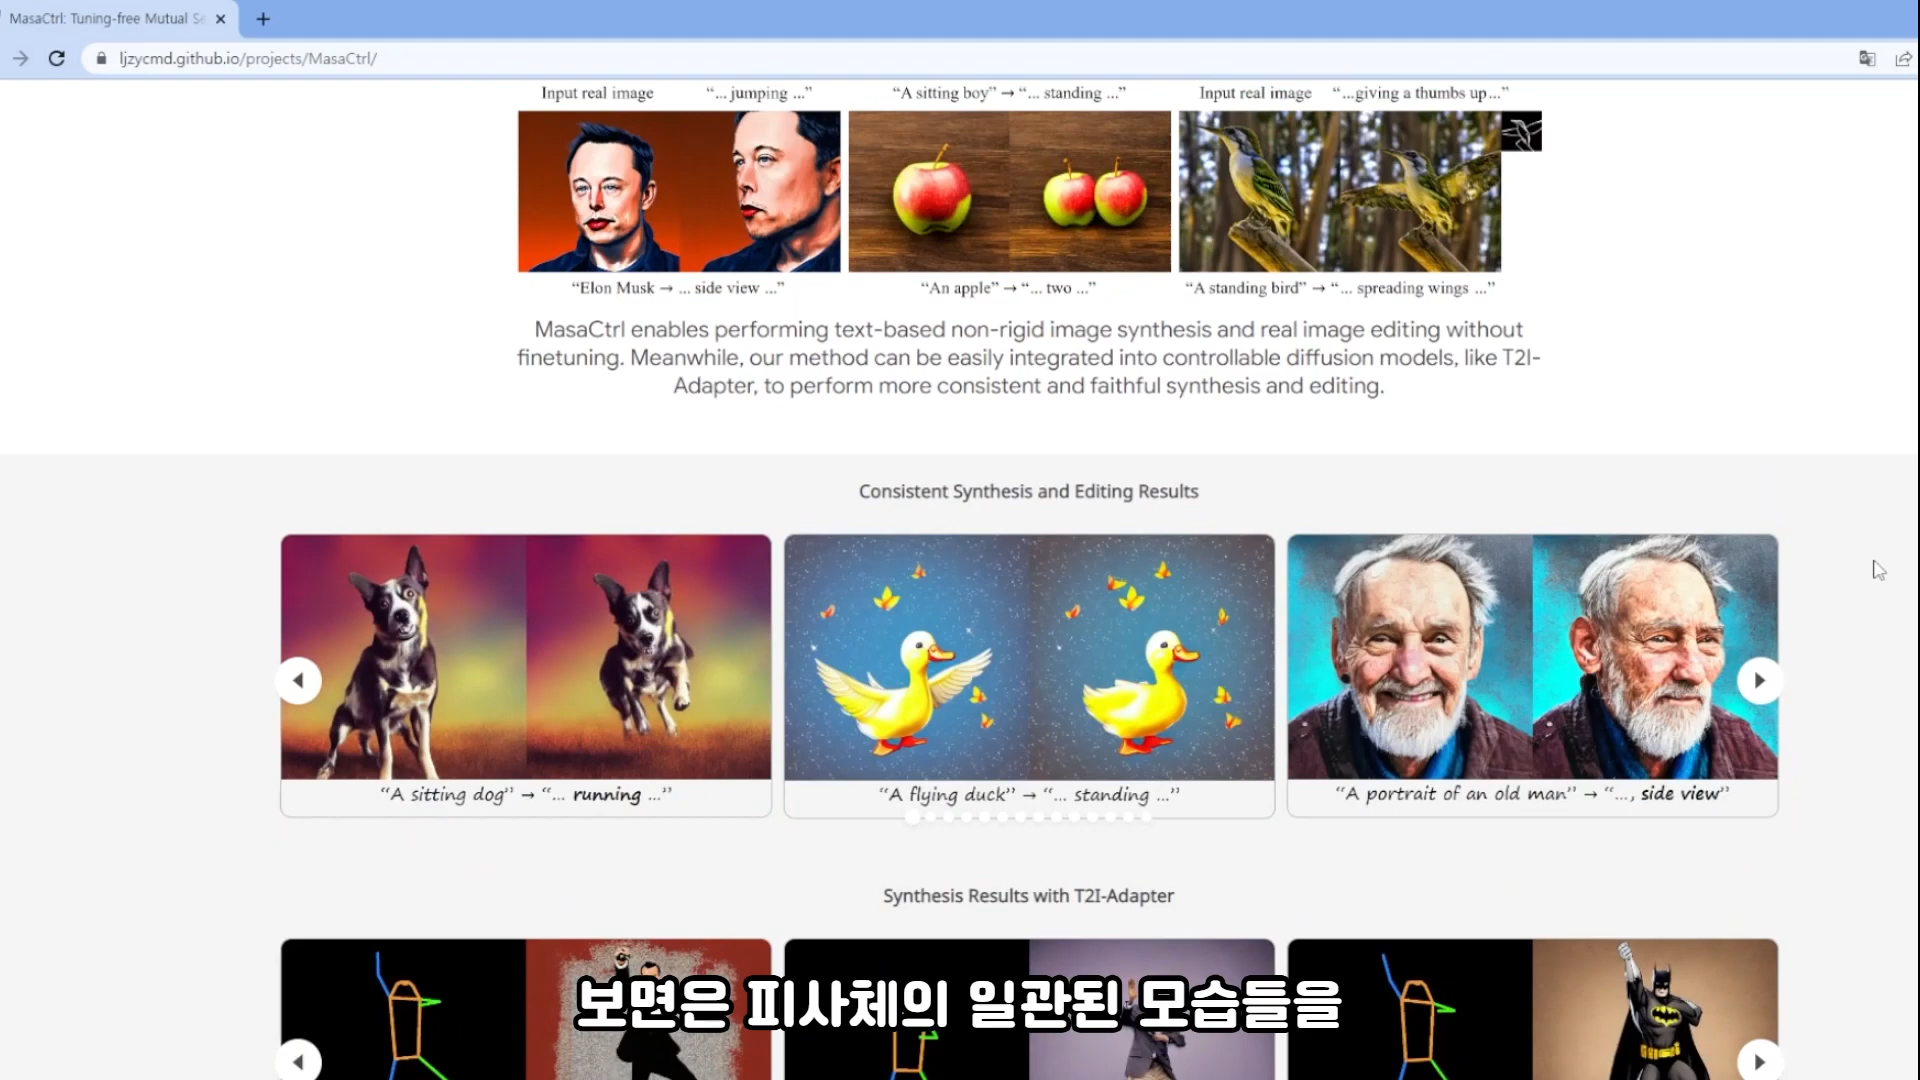 MasaCtrl: Tuning-free Mutual Se
ljzycmd.github.io/projects/MasaCtrl/
Input real image “... jumping ...” “A sitting boy” → “... standing ...” Input real image “...giving a thumbs up...”
“Elon Musk → ... side view ...” “An apple” → “... two ...” “A standing bird” → “... spreading wings ...”
MasaCtrl enables performing text-based non-rigid image synthesis and real image editing without
finetuning. Meanwhile, our method can be easily integrated into controllable diffusion models, like T2I-
Adapter, to perform more consistent and faithful synthesis and editing.
Consistent Synthesis and Editing Results
“A sitting dog” → “... running ...” “A flying duck” → “... standing ...” “A portrait of an old man” → “..., side view”
Synthesis Results with T2I-Adapter
보면은 피사체의 일관된 모습들을